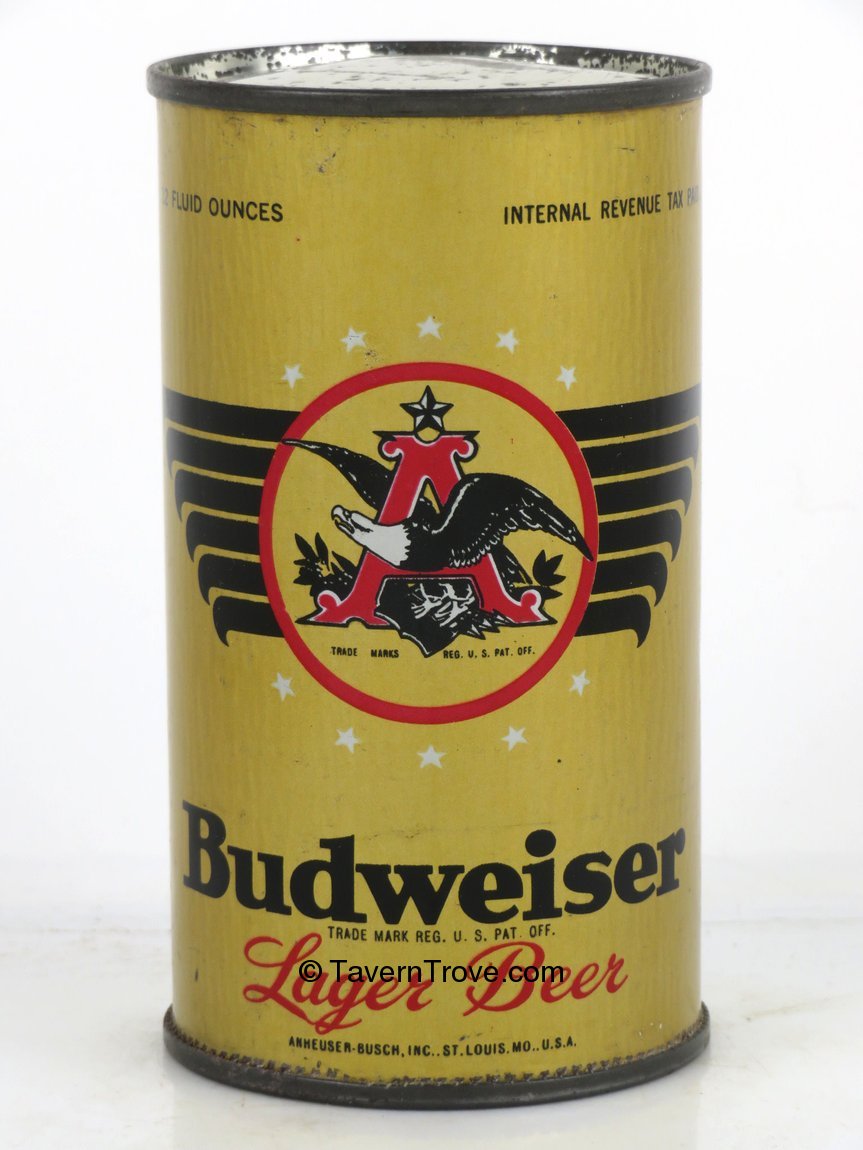 FLUID OUNCES
INTERNAL REVENUE TAX PAID
A
TRADE MARKS REG. U. S. PAT. OFF.
Budweiser
TRADE MARK REG. U. S. PAT. OFF.
Lager Beer
© TavernTrove.com
ANHEUSER-BUSCH, INC., ST. LOUIS, MO., U.S.A.